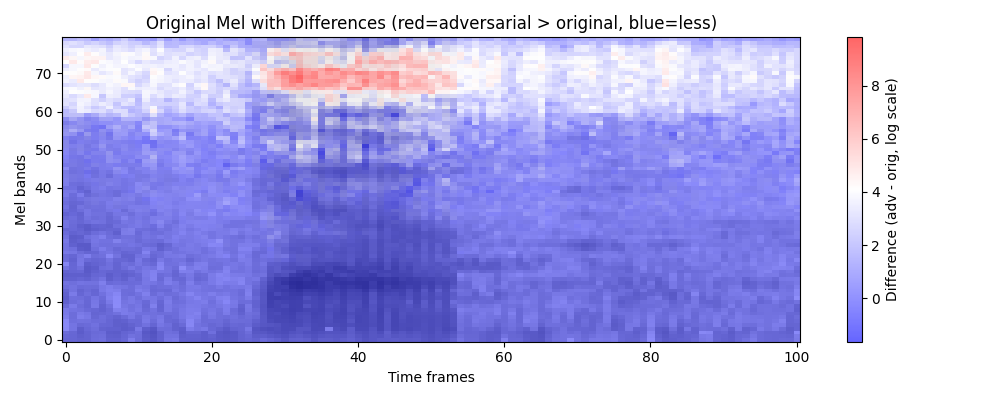 Original Mel with Differences (red=adversarial > original, blue=less)
Mel bands
70
60
50
40
30
20
10
0
0 20 40 60 80 100
Time frames
8
6
4
2
0
Difference (adv - orig, log scale)